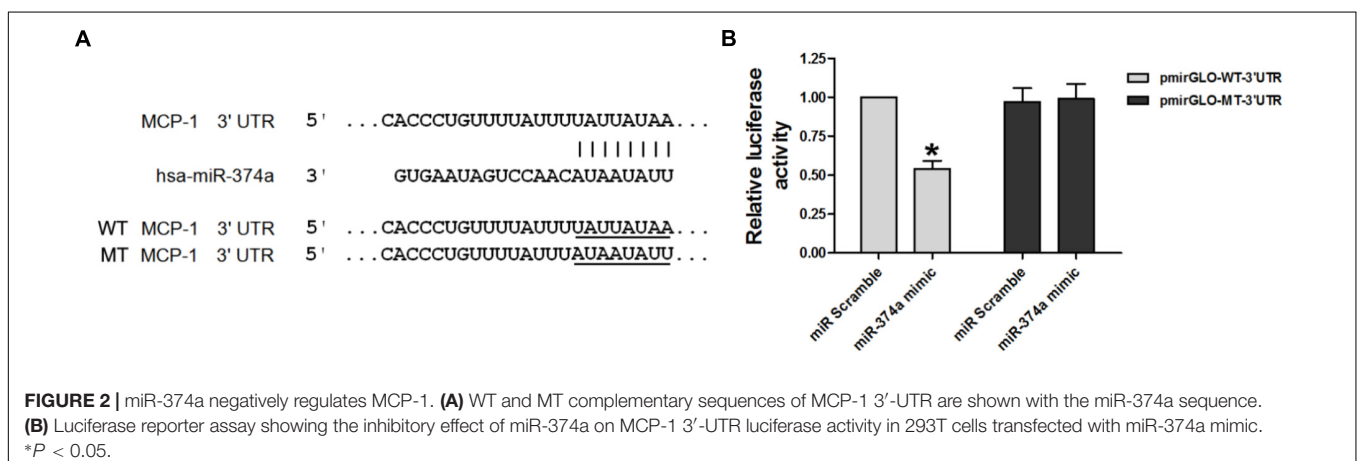 A
MCP-1 3' UTR 5' ...CACCCUGUUUUAUUUUAUUAUAA...
hsa-miR-374a 3' GUGAAUAGUCCAACAUAAUAUU
WT MCP-1 3' UTR 5' ...CACCCUGUUUUAUUUUAUUAUAA...
MT MCP-1 3' UTR 5' ...CACCCUGUUUUAUUUAUAAUAUU...
B
Relative luciferase
activity
1.25
1.00
0.75
0.50
0.25
0.00
*
miR Scramble
miR-374a mimic
miR Scramble
miR-374a mimic
pmirGLO-WT-3'UTR
pmirGLO-MT-3'UTR
FIGURE 2 | miR-374a negatively regulates MCP-1. (A) WT and MT complementary sequences of MCP-1 3′-UTR are shown with the miR-374a sequence.
(B) Luciferase reporter assay showing the inhibitory effect of miR-374a on MCP-1 3′-UTR luciferase activity in 293T cells transfected with miR-374a mimic.
*P < 0.05.